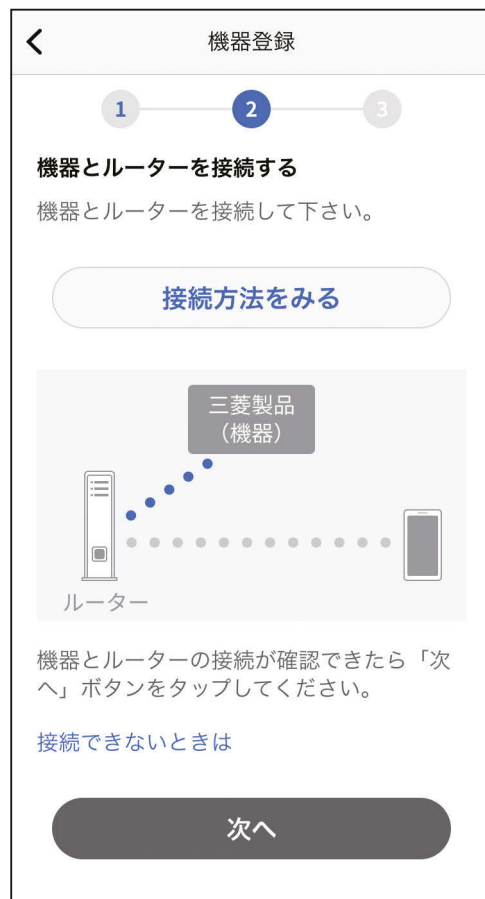 機器登録
1 2 3
機器とルーターを接続する
機器とルーターを接続して下さい。
接続方法をみる
三菱製品
（機器）
ルーター
機器とルーターの接続が確認できたら「次
へ」ボタンをタップしてください。
接続できないときは
次へ